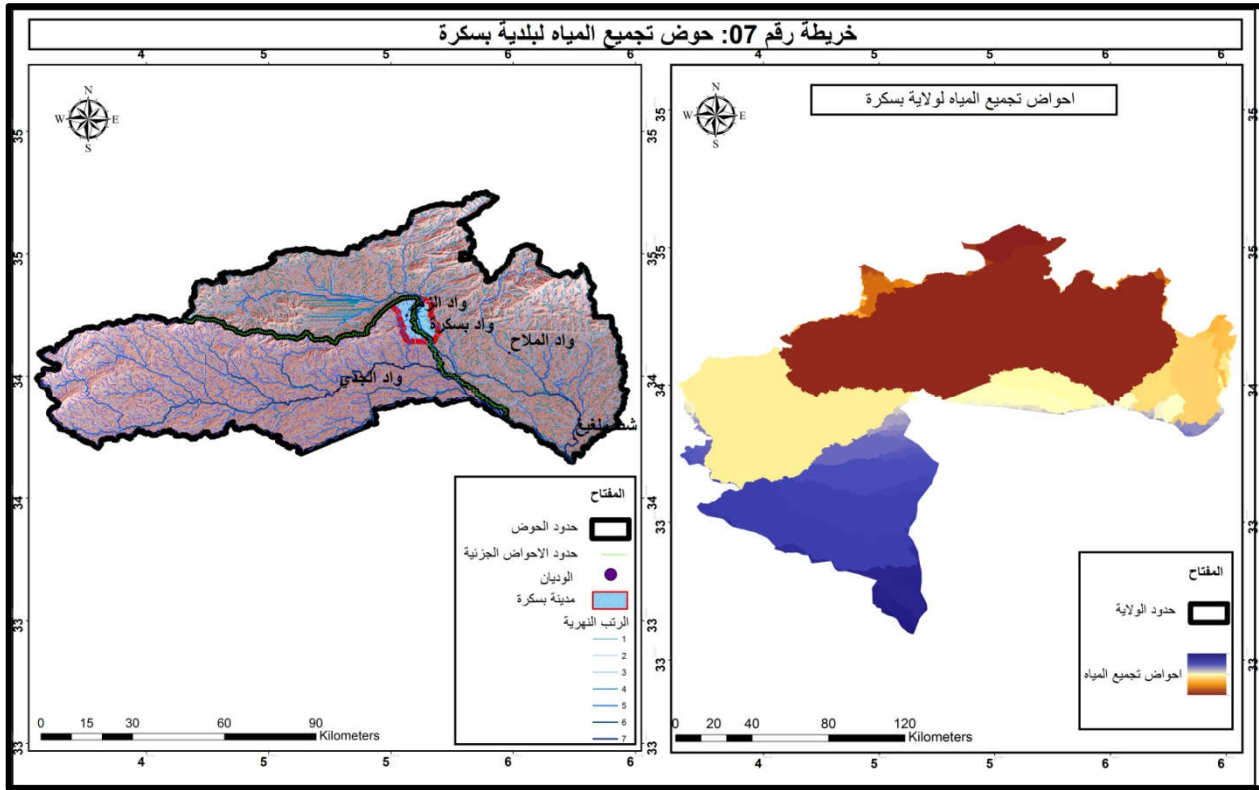 خريطة رقم 07: حوض تجميع المياه لبلدية بسكرة
4 5 5 6 6
N
W E
S
35
35
34
34
33
33
واد بسكرة
واد الملاح
واد الجدي
المفتاح
حدود الحوض
حدود الاحواض الجزئية
الوديان
مدينة بسكرة
الرتب النهرية
1
2
3
4
5
6
7
0 15 30 60 90
Kilometers
4 5 5 6 6
4 5 5 6 6
احواض تجميع المياه لولاية بسكرة
N
W E
S
35
35
34
33
33
35
35
34
33
33
المفتاح
حدود الولاية
احواض تجميع المياه
0 20 40 80 120
Kilometers
4 5 5 6 6